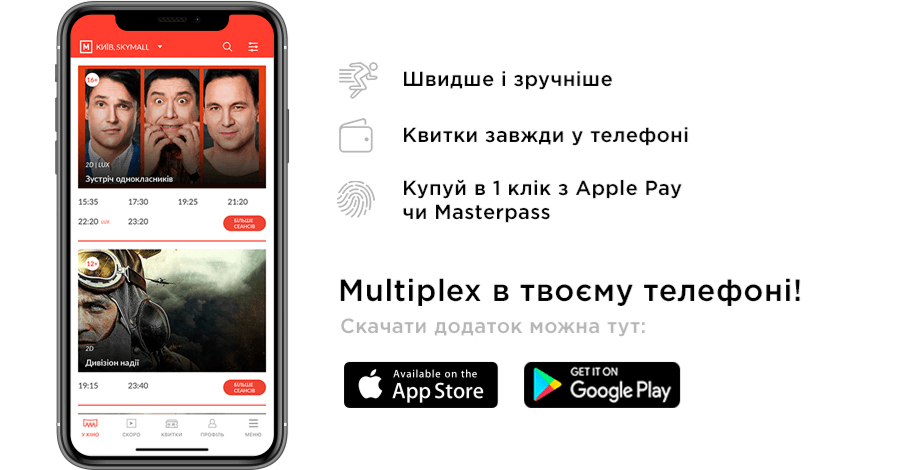 M КИЇВ, SKYMALL
16+
2D | LUX
Зустріч однокласників
15:35 17:30 19:25 21:20
22:20 LUX 23:20 БІЛЬШЕ СЕАНСІВ
12+
2D
Дивізіон надії
19:15 23:40 БІЛЬШЕ СЕАНСІВ
У КІНО СКОРО КВИТКИ ПРОФІЛЬ МЕНЮ
Швидше і зручніше
Квитки завжди у телефоні
Купуй в 1 клік з Apple Pay
чи Masterpass
Multiplex в твоєму телефоні!
Скачати додаток можна тут:
Available on the
App Store
GET IT ON
Google Play